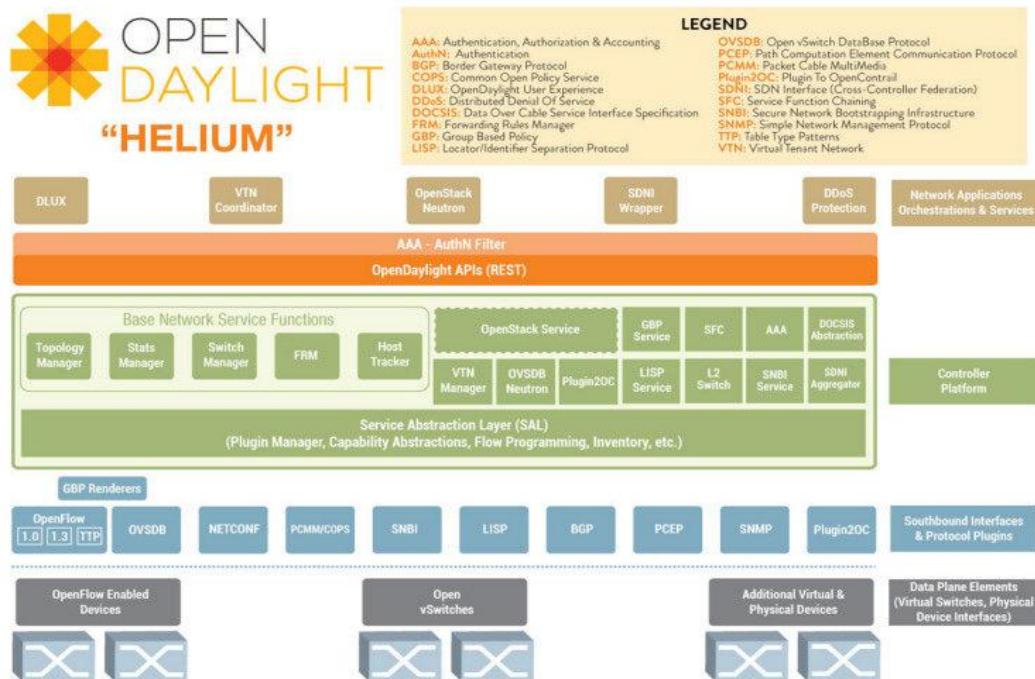 OPEN
DAYLIGHT
"HELIUM"
LEGEND
AAA: Authentication, Authorization & Accounting
AuthN: Authentication
BGP: Border Gateway Protocol
COPS: Common Open Policy Service
DLUX: OpenDaylight User Experience
DDoS: Distributed Denial Of Service
DOCSIS: Data Over Cable Service Interface Specification
FRM: Forwarding Rules Manager
GBP: Group Based Policy
LISP: Locator/Identifier Separation Protocol
OVSDB: Open vSwitch DataBase Protocol
PCEP: Path Computation Element Communication Protocol
PCMM: Packet Cable MultiMedia
Plugin2OC: Plugin To OpenContrail
SDNI: SDN Interface (Cross-Controller Federation)
SFC: Service Function Chaining
SNBI: Secure Network Bootstrapping Infrastructure
SNMP: Simple Network Management Protocol
TTP: Table Type Patterns
VTN: Virtual Tenant Network
DLUX
VTN
Coordinator
OpenStack
Neutron
SDNI
Wrapper
DDoS
Protection
Network Applications
Orchestrations & Services
AAA - AuthN Filter
OpenDaylight APIs (REST)
Base Network Service Functions
Topology
Manager
Stats
Manager
Switch
Manager
FRM
Host
Tracker
OpenStack Service
GBP
Service
SFC
AAA
DOCSIS
Abstraction
VTN
Manager
OVSDB
Neutron
Plugin2OC
LISP
Service
L2
Switch
SNBI
Service
SDNI
Aggregator
Controller
Platform
Service Abstraction Layer (SAL)
(Plugin Manager, Capability Abstractions, Flow Programming, Inventory, etc.)
GBP Renderers
OpenFlow
1.0 1.3 TTP
OVSDB
NETCONF
PCMM/COPS
SNBI
LISP
BGP
PCEP
SNMP
Plugin2OC
Southbound Interfaces
& Protocol Plugins
OpenFlow Enabled
Devices
Open
vSwitches
Additional Virtual &
Physical Devices
Data Plane Elements
(Virtual Switches, Physical
Device Interfaces)